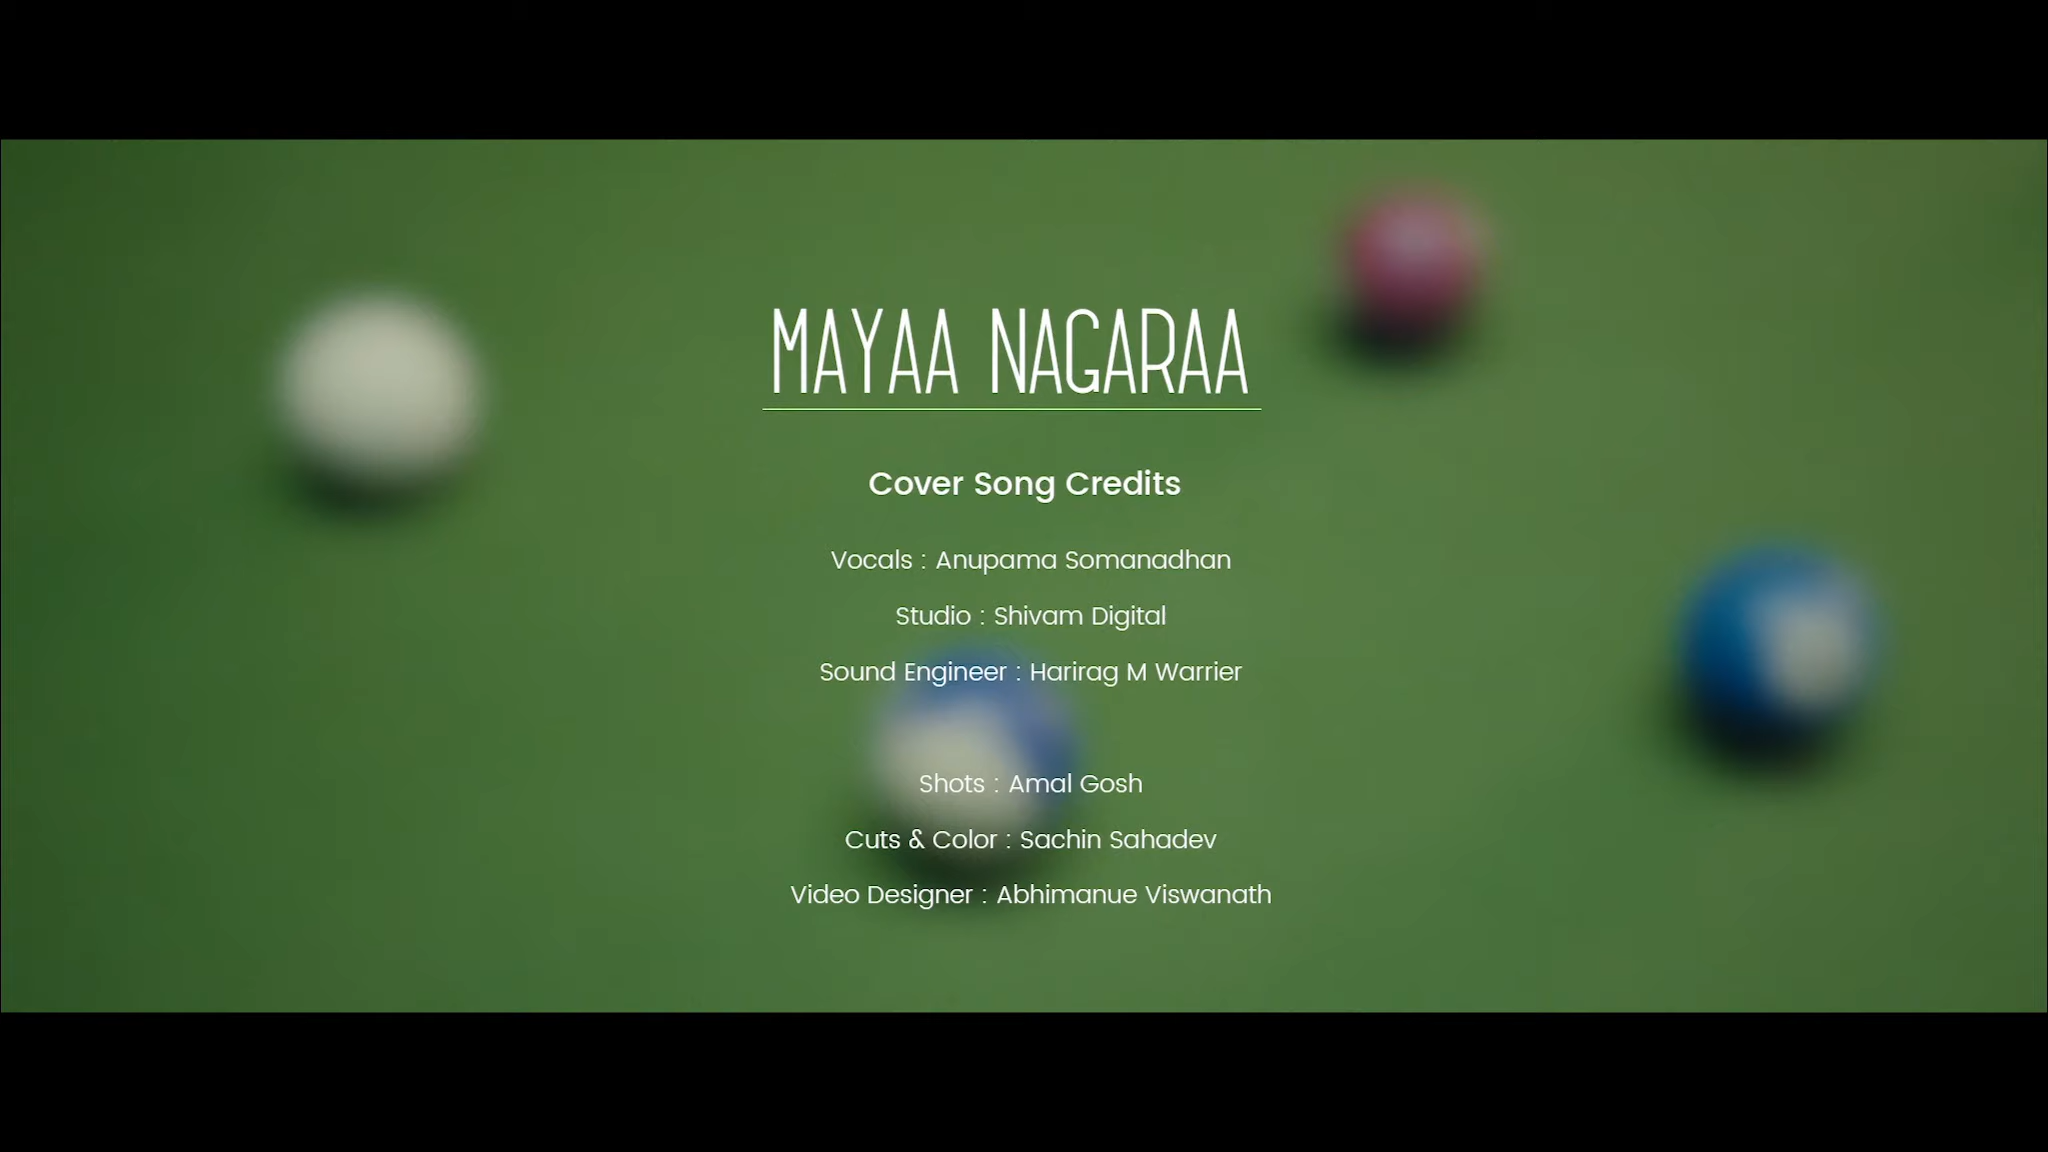 MAYAA NAGARAA
Cover Song Credits
Vocals : Anupama Somanadhan
Studio : Shivam Digital
Sound Engineer : Harirag M Warrier
Shots : Amal Gosh
Cuts & Color : Sachin Sahadev
Video Designer : Abhimanue Viswanath